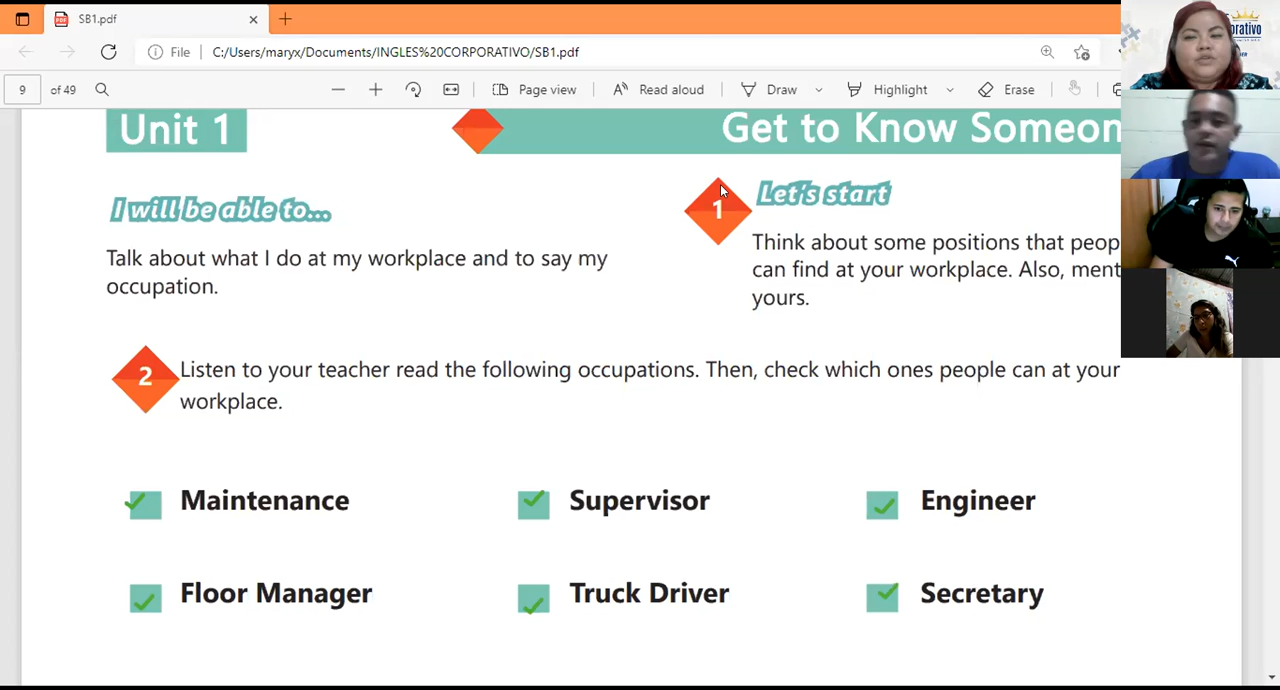 SB1.pdf
File C:/Users/maryx/Documents/INGLES%20CORPORATIVO/SB1.pdf
9 of 49 Page view Read aloud Draw Highlight Erase
Unit 1 Get to Know Someon
I will be able to...
Talk about what I do at my workplace and to say my
occupation.
1 Let's start
Think about some positions that peop
can find at your workplace. Also, ment
yours.
2 Listen to your teacher read the following occupations. Then, check which ones people can at your
workplace.
Maintenance Supervisor Engineer
Floor Manager Truck Driver Secretary